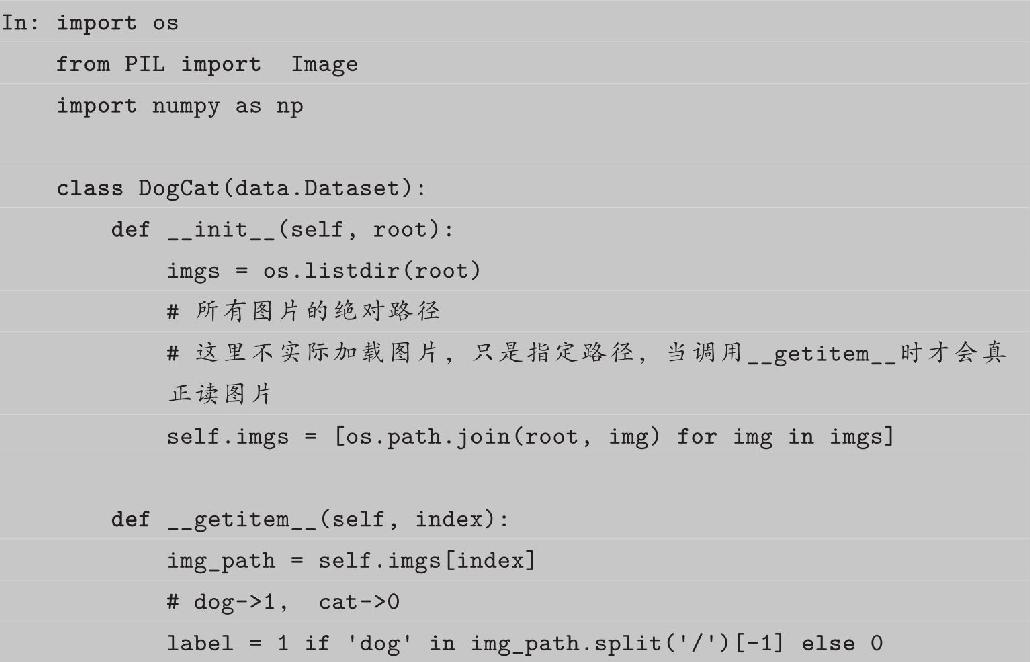 In: import os
from PIL import  Image
import numpy as np
class DogCat(data.Dataset):
def __init__(self, root):
imgs = os.listdir(root)
# 所有图片的绝对路径
# 这里不实际加载图片，只是指定路径，当调用__getitem__时才会真
正读图片
self.imgs = [os.path.join(root, img) for img in imgs]
def __getitem__(self, index):
img_path = self.imgs[index]
# dog->1,  cat->0
label = 1 if 'dog' in img_path.split('/')[-1] else 0